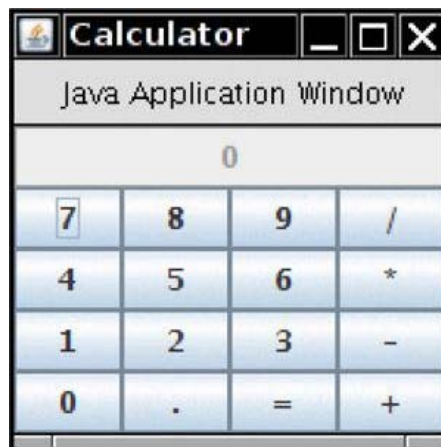 Calculator
Java Application Window
0
7 8 9 /
4 5 6 *
1 2 3 -
0 . = +